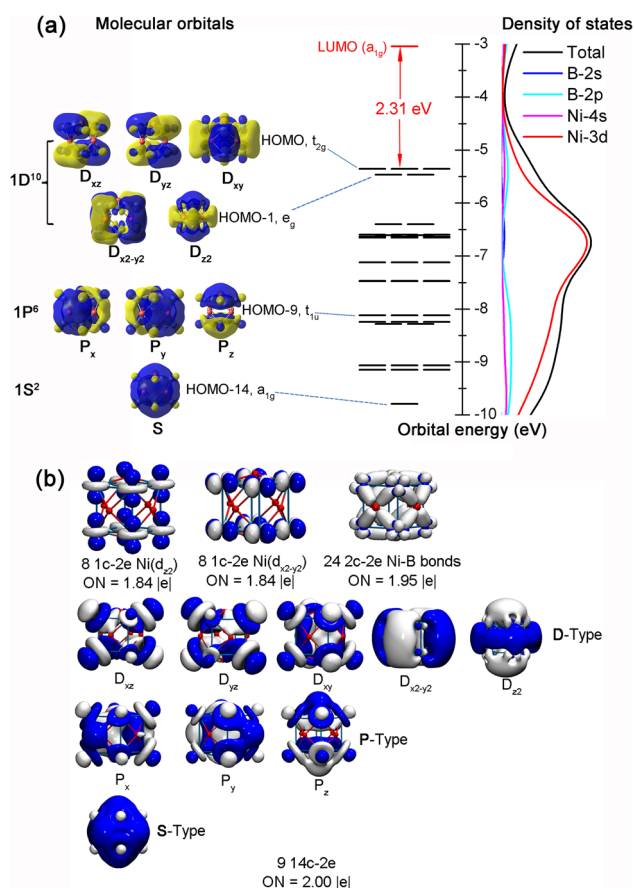 (a) Molecular orbitals Density of states
LUMO (a1g)
2.31 eV
-3
-4
-5
-6
-7
-8
-9
-10
Total
B-2s
B-2p
Ni-4s
Ni-3d
HOMO, t2g
Dxz Dyz Dxy
1D10
HOMO-1, eg
Dx2-y2 Dz2
1P6
HOMO-9, t1u
Px Py Pz
1S2
HOMO-14, a1g
S
Orbital energy (eV)
(b)
8 1c-2e Ni(dz2) 8 1c-2e Ni(dx2-y2) 24 2c-2e Ni-B bonds
ON = 1.84 |e| ON = 1.84 |e| ON = 1.95 |e|
D-Type
Dxz Dyz Dxy Dx2-y2 Dz2
P-Type
Px Py Pz
S-Type
9 14c-2e
ON = 2.00 |e|